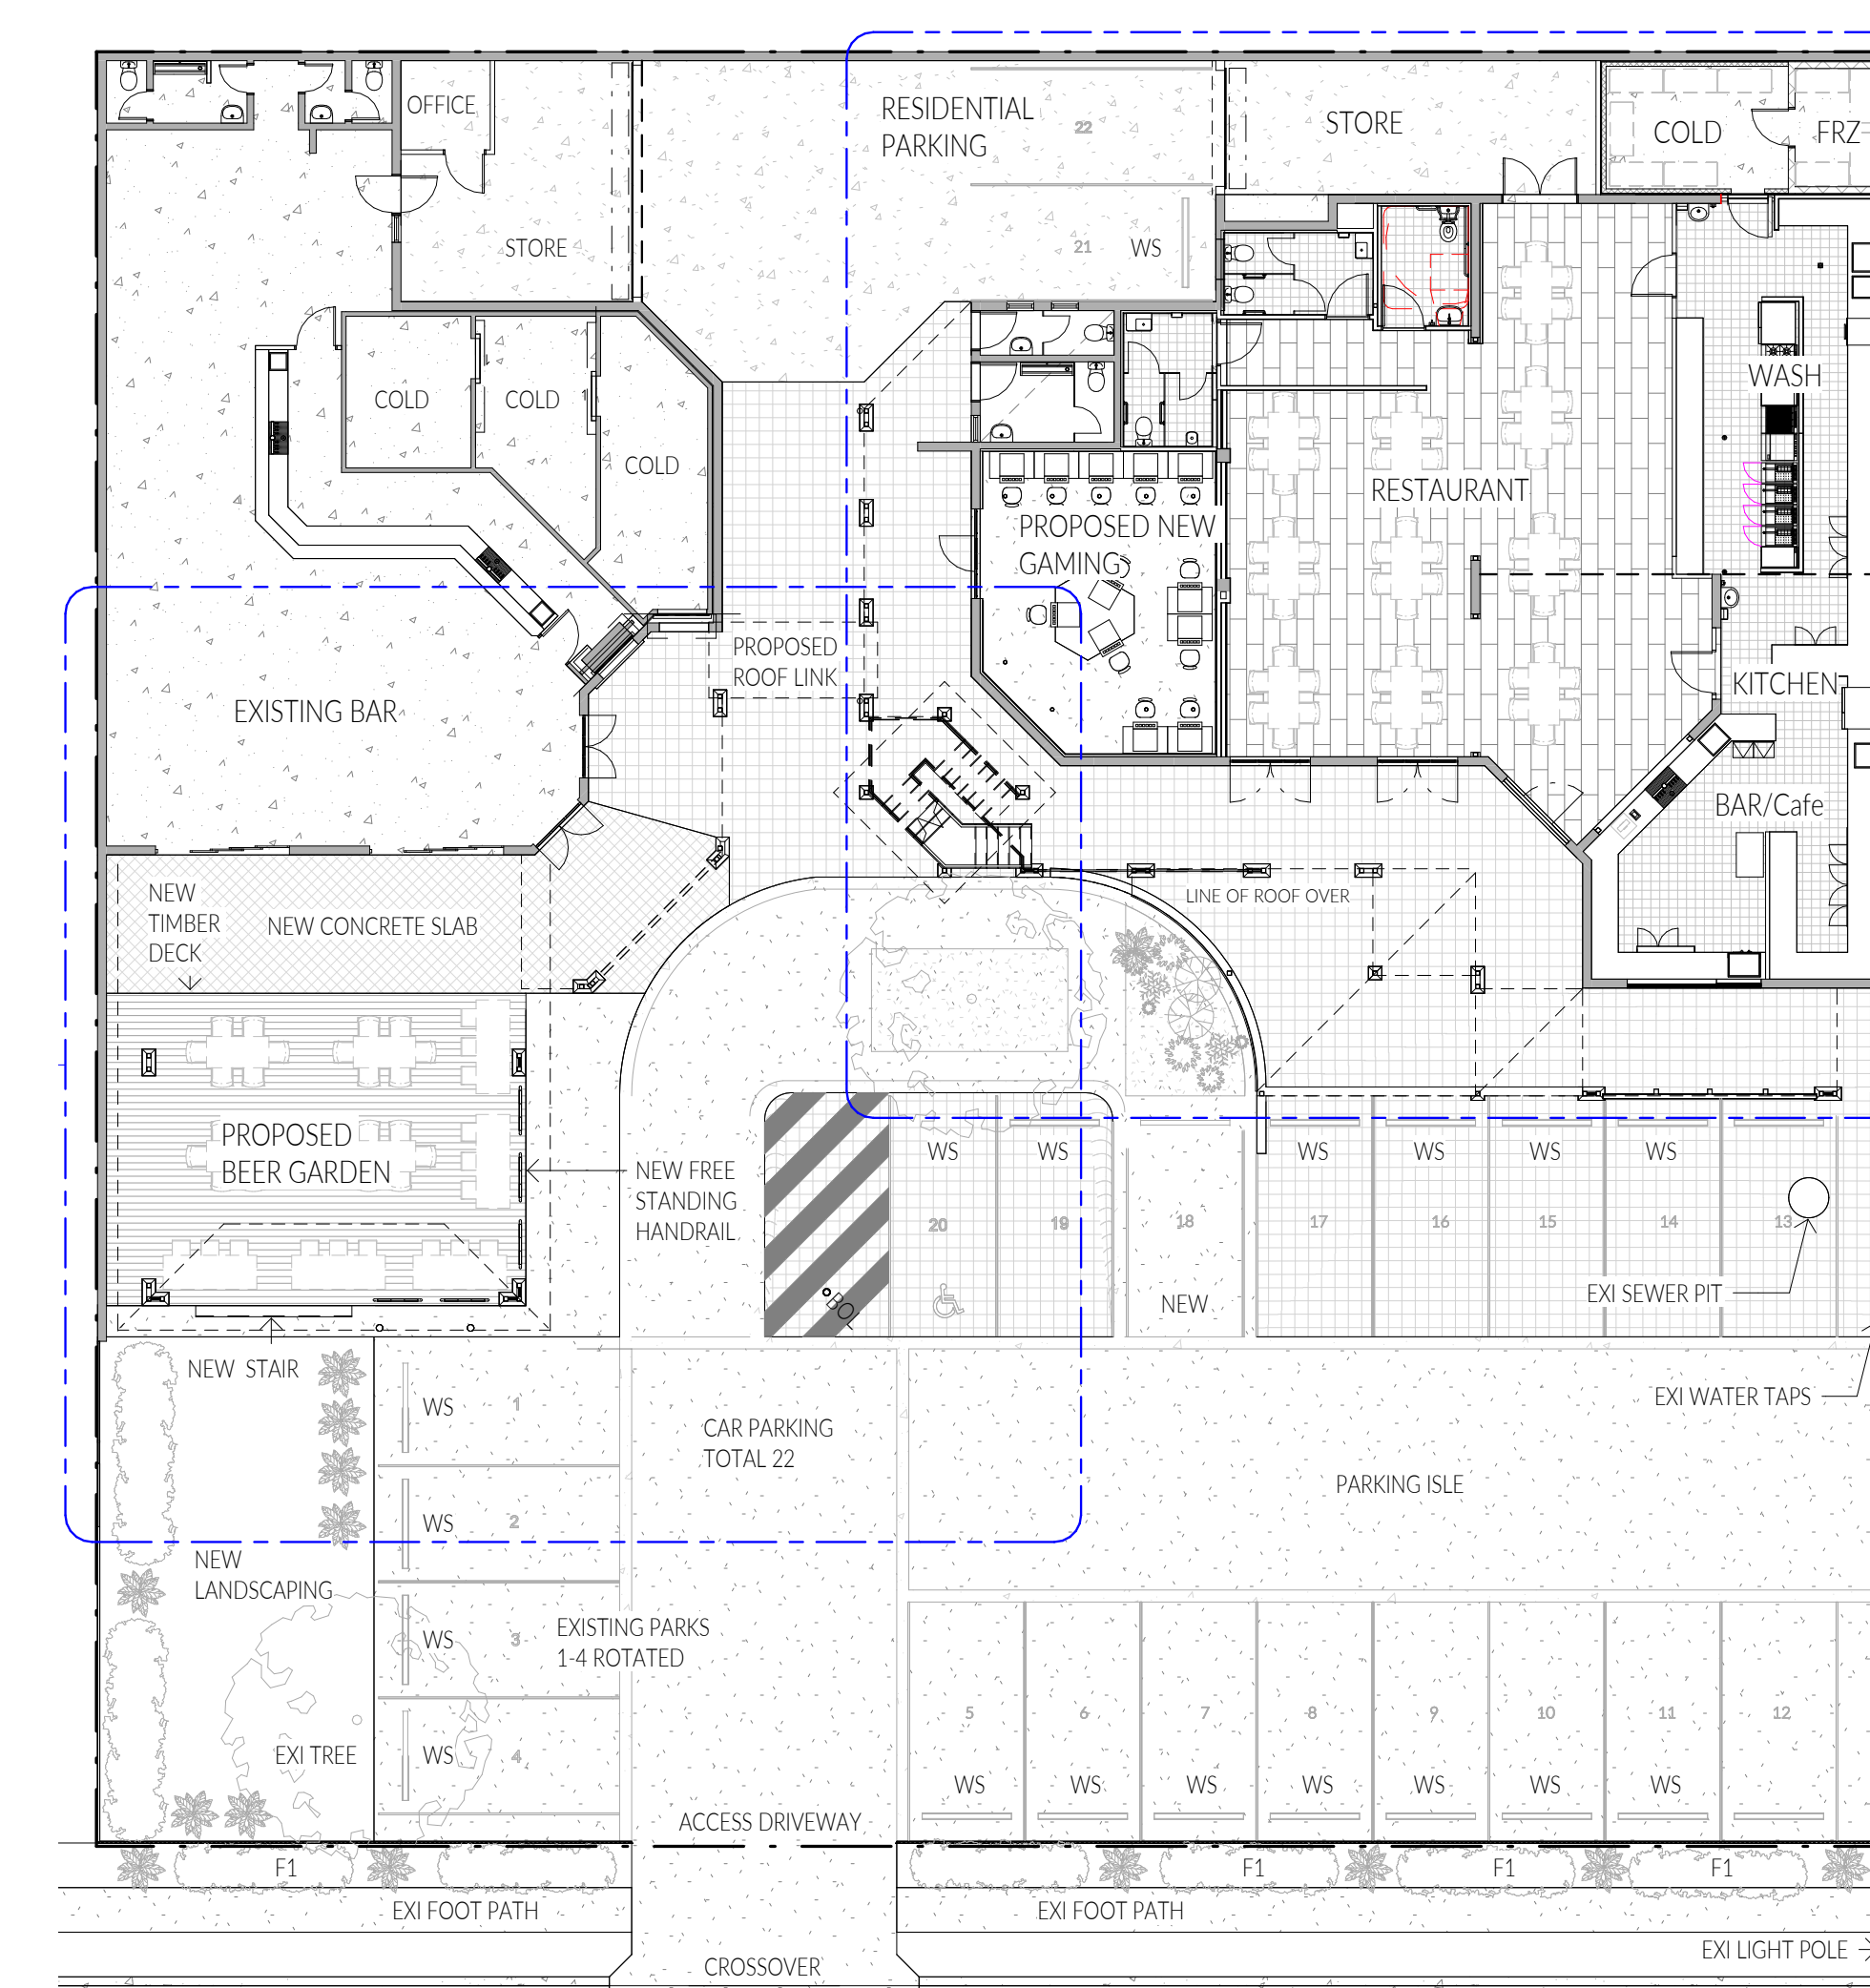 OFFICE
RESIDENTIAL
PARKING
22
STORE
COLD
FRZ
STORE
21
WS
COLD
COLD
COLD
WASH
RESTAURANT
PROPOSED NEW
GAMING
PROPOSED
ROOF LINK
EXISTING BAR
KITCHEN
BAR/Cafe
NEW
TIMBER
DECK
NEW CONCRETE SLAB
LINE OF ROOF OVER
PROPOSED
BEER GARDEN
NEW FREE
STANDING
HANDRAIL
WS
WS
WS
WS
WS
WS
20
19
18
17
16
15
14
13
BOL
NEW
EXI SEWER PIT
NEW STAIR
EXI WATER TAPS
WS
1
CAR PARKING
TOTAL 22
PARKING ISLE
WS
2
NEW
LANDSCAPING
WS
3
EXISTING PARKS
1-4 ROTATED
5
6
7
8
9
10
11
12
EXI TREE
WS
4
WS
WS
WS
WS
WS
WS
WS
ACCESS DRIVEWAY
F1
F1
F1
F1
EXI FOOT PATH
EXI FOOT PATH
EXI LIGHT POLE
CROSSOVER